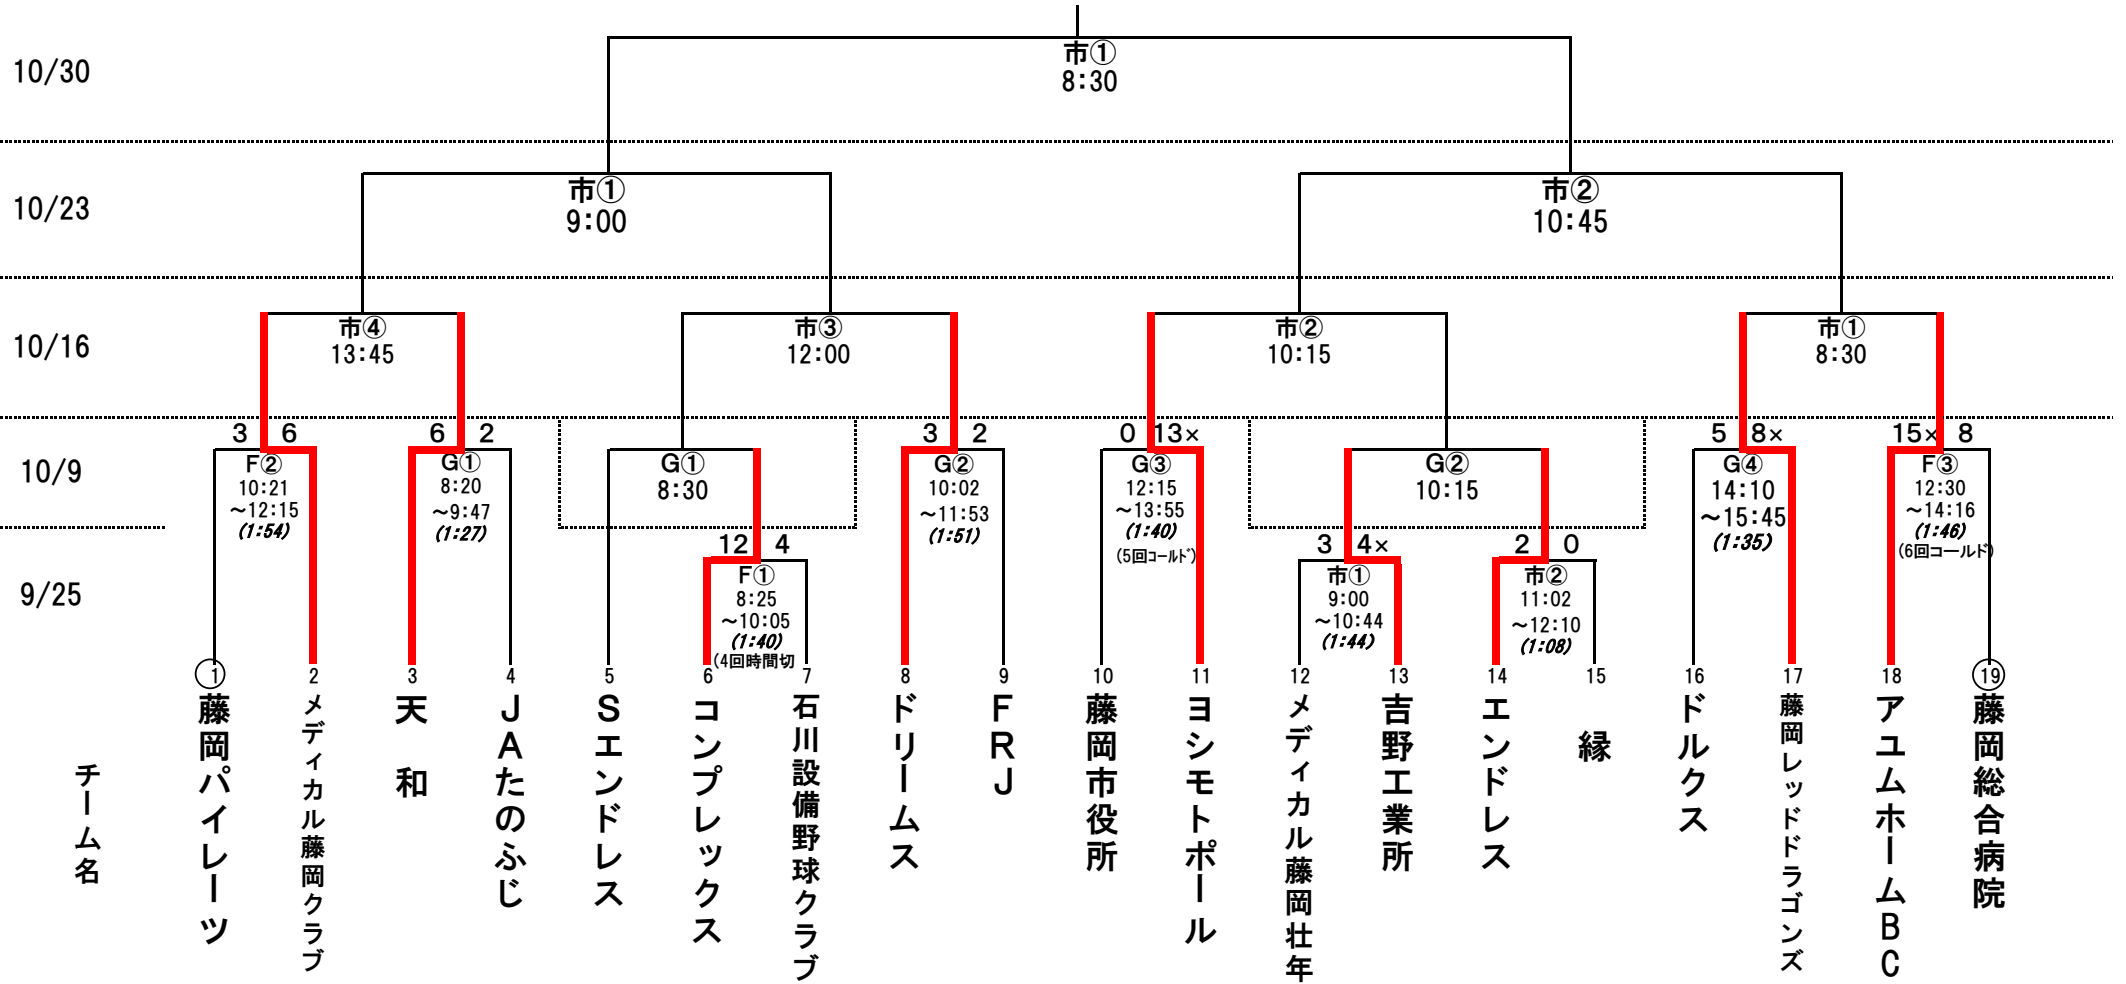 市①
8:30
10/30
市①
9:00
市②
10:45
10/23
市④
13:45
市③
12:00
市②
10:15
市①
8:30
10/16
3 6
6 2
3 2
0 13×
5 8×
15× 8
F②
10:21
～12:15
(1:54)
G①
8:20
～9:47
(1:27)
G①
8:30
G②
10:02
～11:53
(1:51)
G③
12:15
～13:55
(1:40)
(5回ｺｰﾙﾄﾞ)
G②
10:15
G④
14:10
～15:45
(1:35)
F③
12:30
～14:16
(1:46)
(6回コールド)
10/9
12 4
3 4×
2 0
F①
8:25
～10:05
(1:40)
(4回時間切
市①
9:00
～10:44
(1:44)
市②
11:02
～12:10
(1:08)
9/25
1 2 3 4 5 6 7 8 9 10 11 12 13 14 15 16 17 18 19
チーム名
藤岡パイレーツ
メディカル藤岡クラブ
天和
JAたのふじ
Sエンドレス
コンプレックス
石川設備野球クラブ
ドリームス
FRJ
藤岡市役所
ヨシモトポール
メディカル藤岡壮年
吉野工業所
エンドレス
縁
ドルクス
藤岡レッドドラゴンズ
アユムホームBC
藤岡総合病院